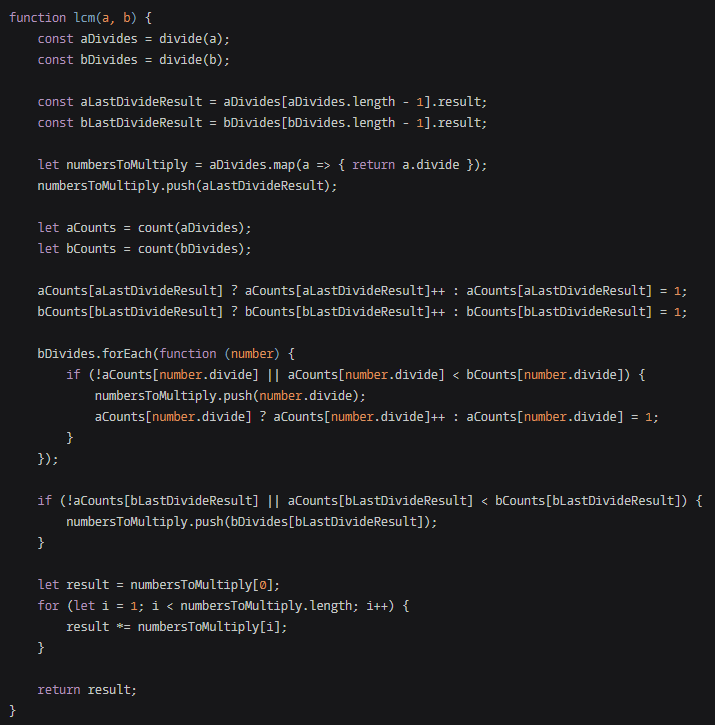 function lcm(a, b) {
    const aDivides = divide(a);
    const bDivides = divide(b);

    const aLastDivideResult = aDivides[aDivides.length - 1].result;
    const bLastDivideResult = bDivides[bDivides.length - 1].result;

    let numbersToMultiply = aDivides.map(a => { return a.divide });
    numbersToMultiply.push(aLastDivideResult);

    let aCounts = count(aDivides);
    let bCounts = count(bDivides);

    aCounts[aLastDivideResult] ? aCounts[aLastDivideResult]++ : aCounts[aLastDivideResult] = 1;
    bCounts[bLastDivideResult] ? bCounts[bLastDivideResult]++ : bCounts[bLastDivideResult] = 1;

    bDivides.forEach(function (number) {
        if (!aCounts[number.divide] || aCounts[number.divide] < bCounts[number.divide]) {
            numbersToMultiply.push(number.divide);
            aCounts[number.divide] ? aCounts[number.divide]++ : aCounts[number.divide] = 1;
        }
    });

    if (!aCounts[bLastDivideResult] || aCounts[bLastDivideResult] < bCounts[bLastDivideResult]) {
        numbersToMultiply.push(bDivides[bLastDivideResult]);
    }

    let result = numbersToMultiply[0];
    for (let i = 1; i < numbersToMultiply.length; i++) {
        result *= numbersToMultiply[i];
    }

    return result;
}